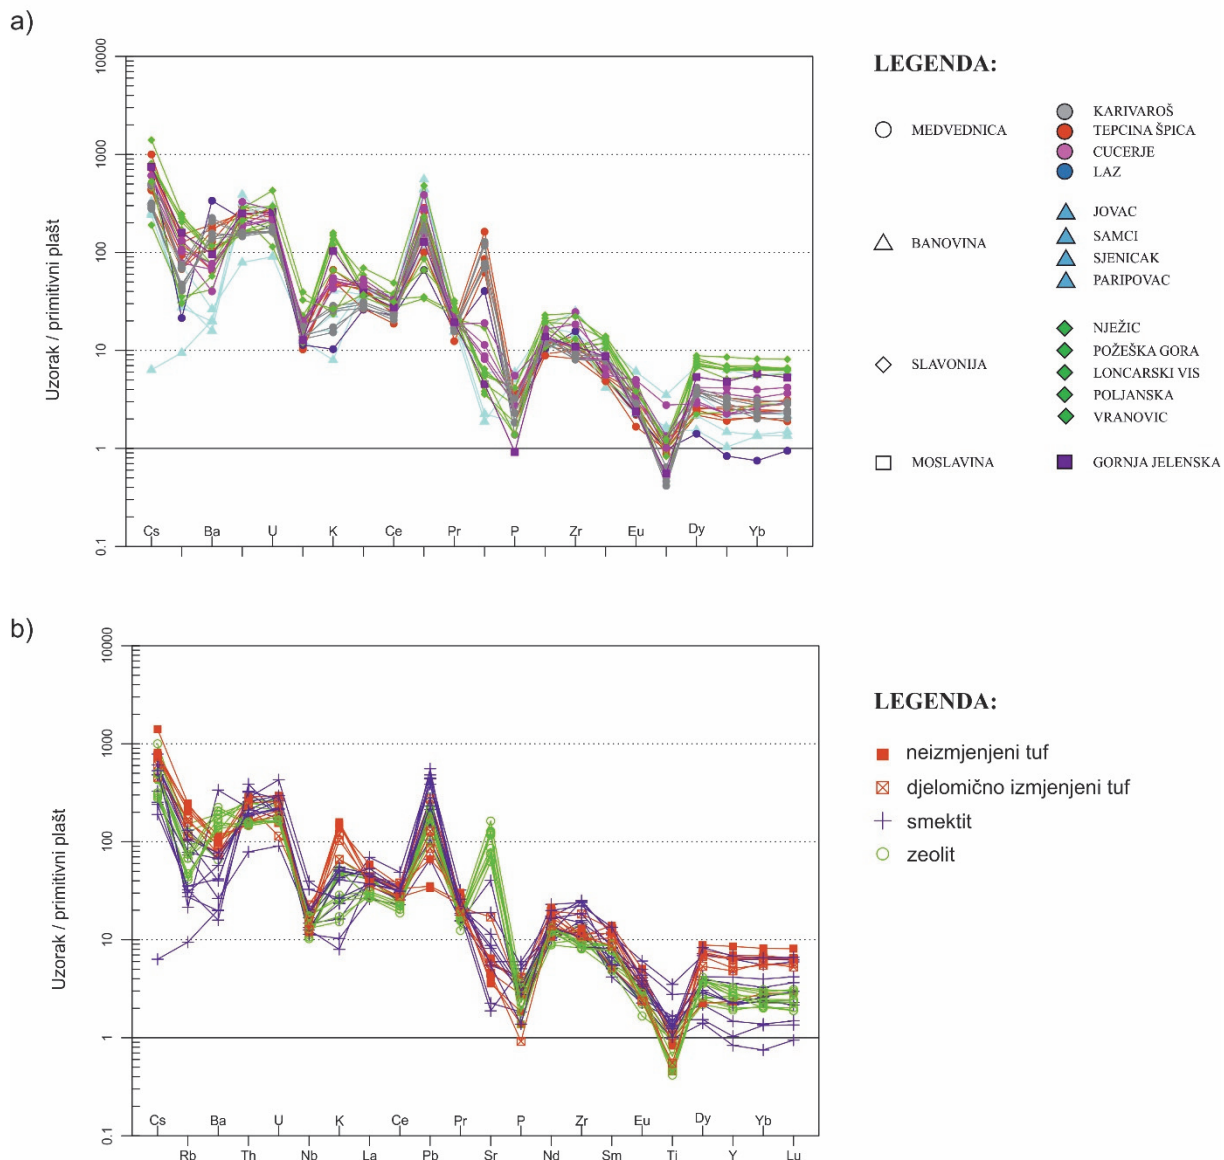 a)
10000
1000
100
10
1
0.1
Uzorak / primitivni plašt
Cs
Ba
U
K
Ce
Pr
P
Zr
Eu
Dy
Yb
LEGENDA:
MEDVEDNICA
KARIVAROŠ
TEPCINA ŠPICA
CUCERJE
LAZ
BANOVINA
JOVAC
SAMCI
SJENICAK
PARIPOVAC
SLAVONIJA
NJEŽIC
POŽEŠKA GORA
LONCARSKI VIS
POLJANSKA
VRANOVIC
MOSLAVINA
GORNJA JELENSKA
b)
10000
1000
100
10
1
0.1
Uzorak / primitivni plašt
Cs
Ba
U
K
Ce
Pr
P
Zr
Eu
Dy
Yb
Rb
Th
Nb
La
Pb
Sr
Nd
Sm
Ti
Y
Lu
LEGENDA:
neizmjenjeni tuf
djelomično izmjenjeni tuf
smektit
zeolit